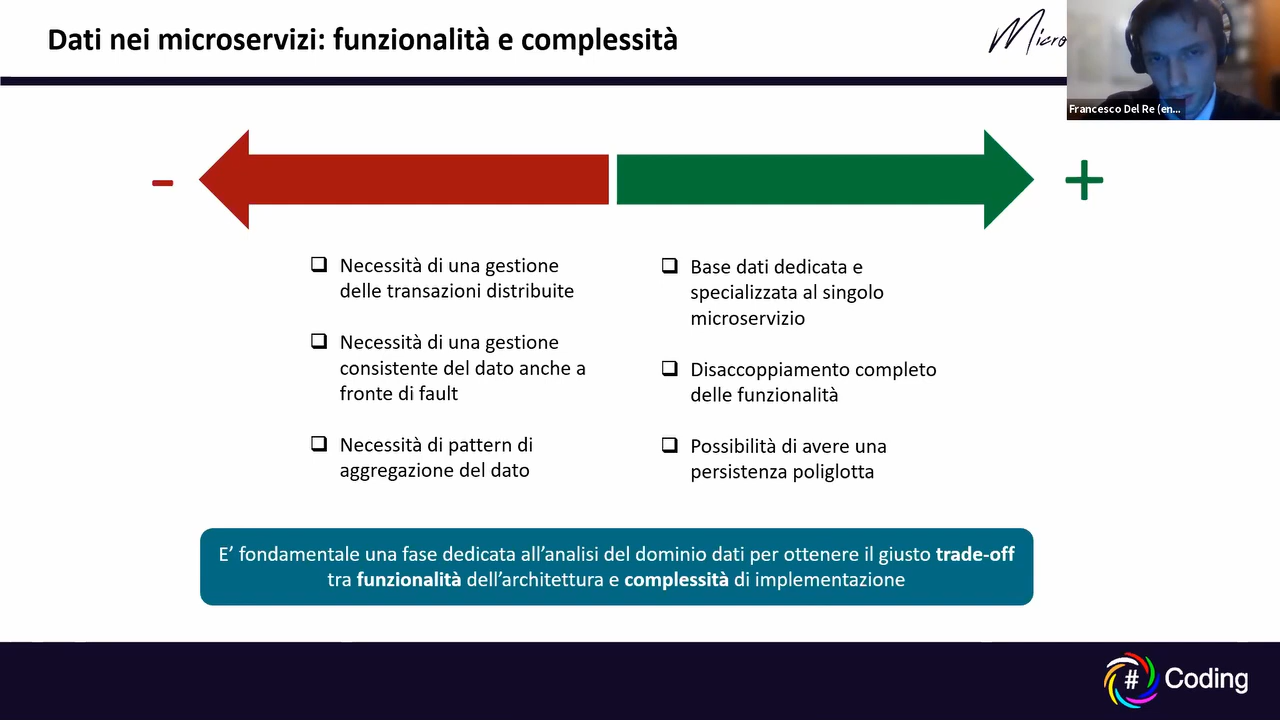 Dati nei microservizi: funzionalità e complessità
Micro
Francesco Del Re (en...
-
+
Necessità di una gestione
delle transazioni distribuite
Necessità di una gestione
consistente del dato anche a
fronte di fault
Necessità di pattern di
aggregazione del dato
Base dati dedicata e
specializzata al singolo
microservizio
Disaccoppiamento completo
delle funzionalità
Possibilità di avere una
persistenza poliglotta
E’ fondamentale una fase dedicata all’analisi del dominio dati per ottenere il giusto trade-off
tra funzionalità dell’architettura e complessità di implementazione
# Coding